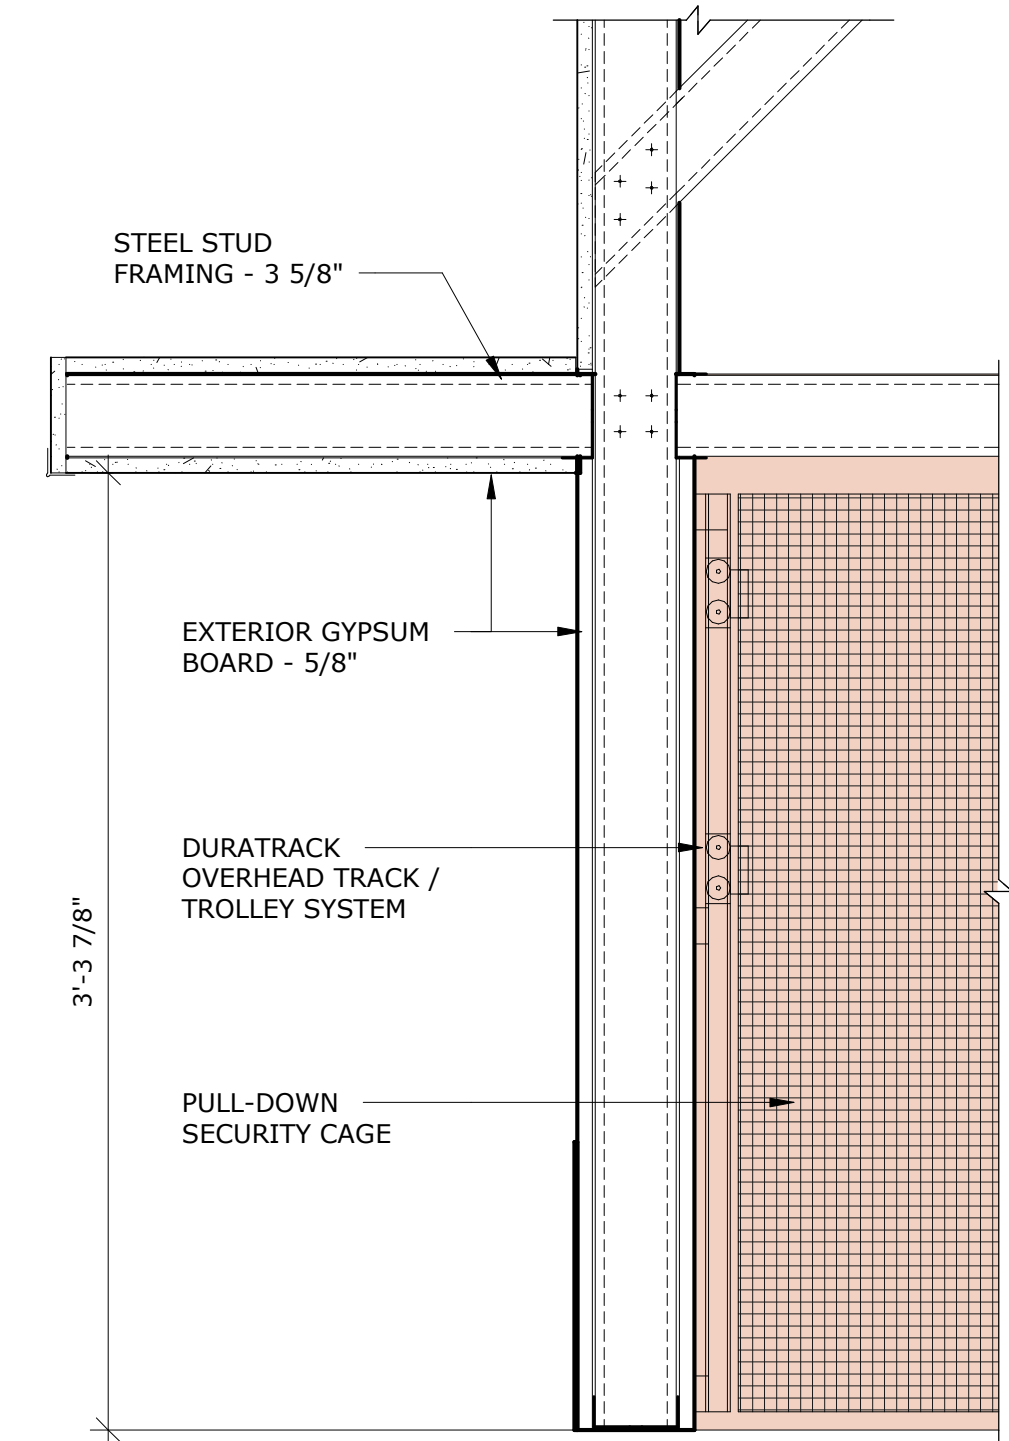 STEEL STUD
FRAMING - 3 5/8"
EXTERIOR GYPSUM
BOARD - 5/8"
DURATRACK
OVERHEAD TRACK /
TROLLEY SYSTEM
3'-3 7/8"
PULL-DOWN
SECURITY CAGE